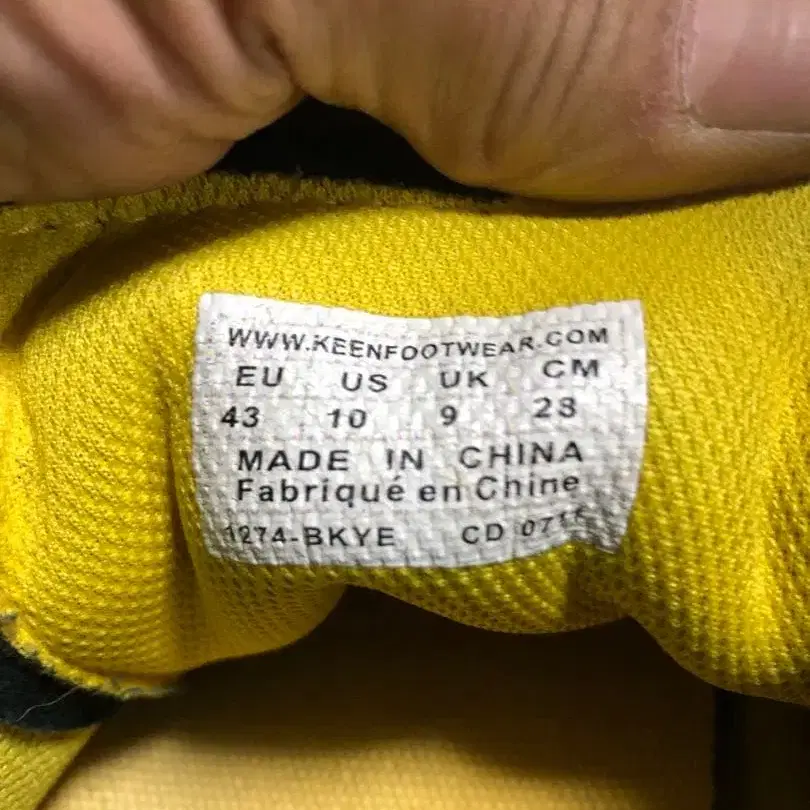 WWW.KEENFOOTWEAR.COM
EU US UK CM
43 10 9 28
MADE IN CHINA
Fabriqué en Chine
1274-BKYE CD